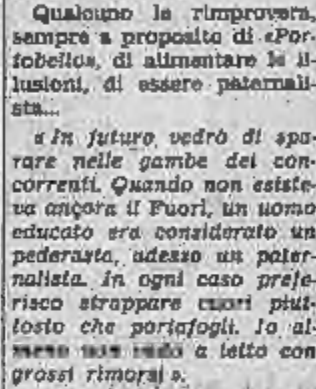 Qualcuno la rimprovera,
sempre a proposito di «Por-
tobello», di alimentare le il-
lusioni, di essere paternali-
sta...
«In futuro vedrò di spa-
rare nelle gambe dei con-
correnti. Quando non esiste-
va ancora il Fuori, un uomo
educato era considerato un
pederasta, adesso un pater-
nalista. In ogni caso prefe-
risco strappare cuori piut-
tosto che portafogli. Io al-
meno non vado a letto con
grossi rimorsi».